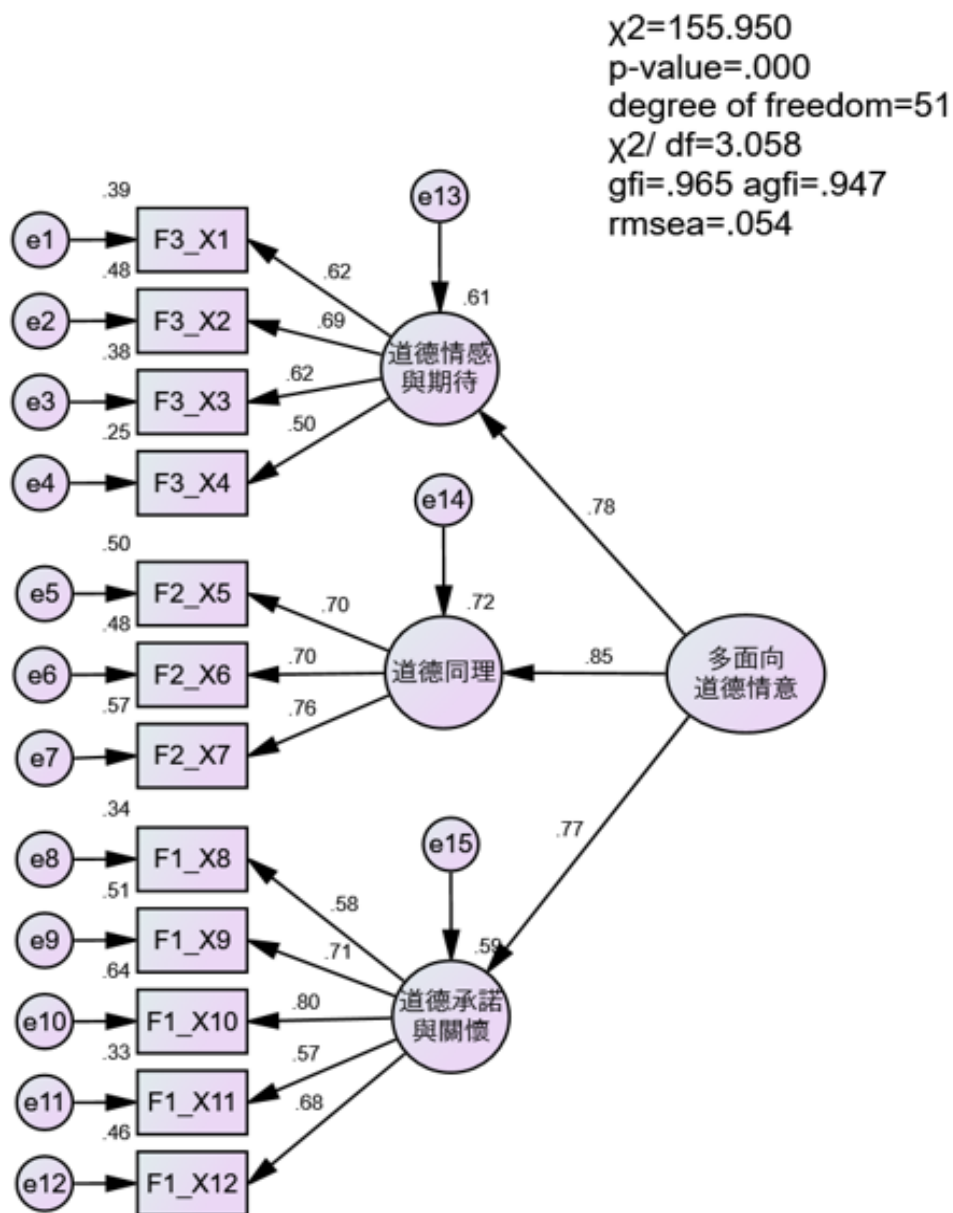 χ2=155.950
p-value=.000
degree of freedom=51
χ2/ df=3.058
gfi=.965 agfi=.947
rmsea=.054
e13
.39
e1
F3_X1
.62
.61
.48
e2
F3_X2
.69
道德情感
與期待
.38
e3
F3_X3
.62
.25
.50
e4
F3_X4
e14
.78
.50
e5
F2_X5
.70
.72
.48
e6
F2_X6
.70
道德同理
.85
多面向
道德情意
.57
.76
e7
F2_X7
.34
e8
F1_X8
e15
.77
.51
.58
e9
F1_X9
.71
.59
.64
e10
F1_X10
.80
道德承諾
與關懷
.33
.57
e11
F1_X11
.68
.46
e12
F1_X12